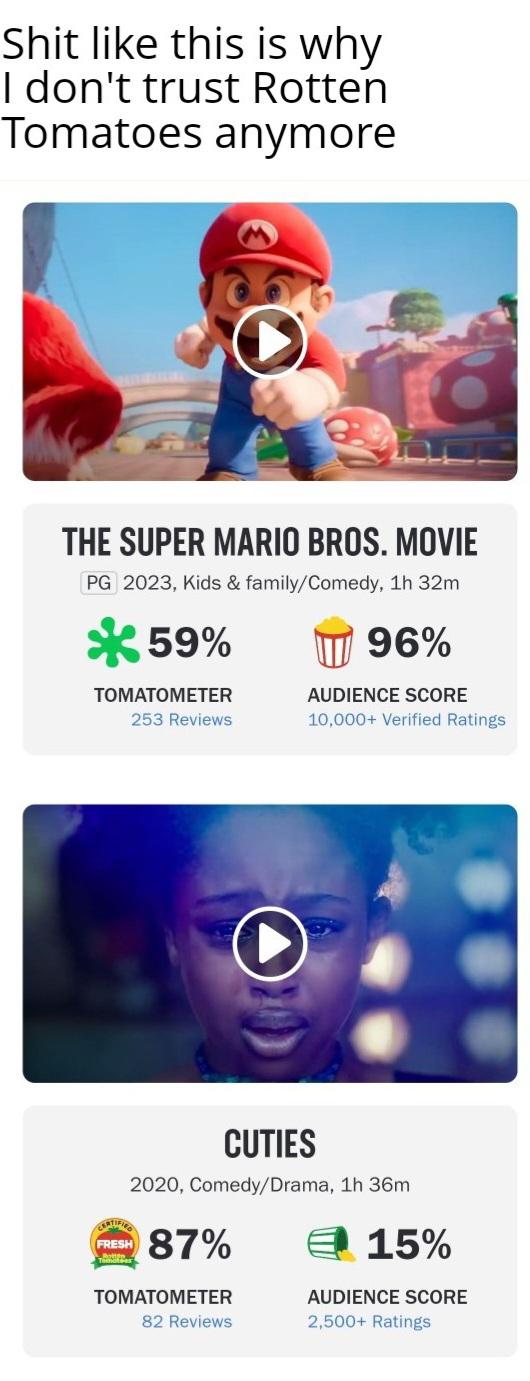 Shit like this is why
I don't trust Rotten
Tomatoes anymore
M
THE SUPER MARIO BROS. MOVIE
PG 2023, Kids & family/Comedy, 1h 32m
59% 96%
TOMATOMETER AUDIENCE SCORE
253 Reviews 10,000+ Verified Ratings
CUTIES
2020, Comedy/Drama, 1h 36m
CERTIFIED
FRESH
Rotten
Tomatoes
87% 15%
TOMATOMETER AUDIENCE SCORE
82 Reviews 2,500+ Ratings